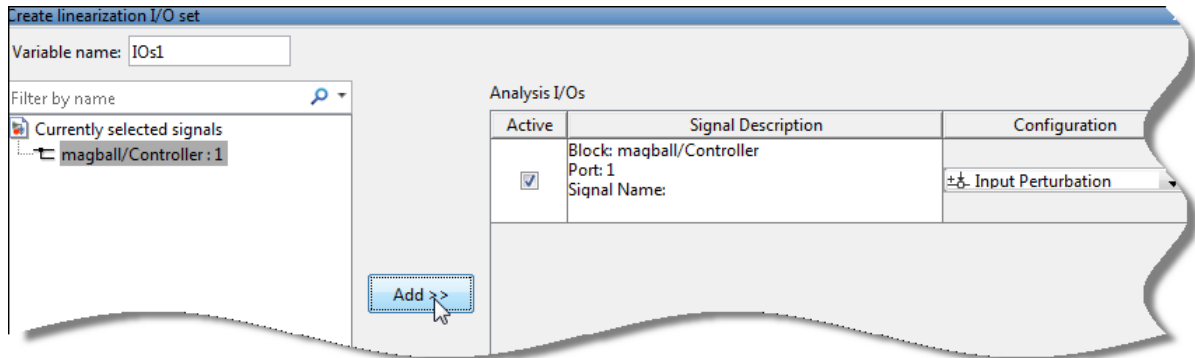 Create linearization I/O set
Variable name: IOs1
Filter by name
Currently selected signals
magball/Controller : 1
Add >>
Analysis I/Os
Active Signal Description Configuration
Block: magball/Controller
Port: 1
Signal Name:
Input Perturbation